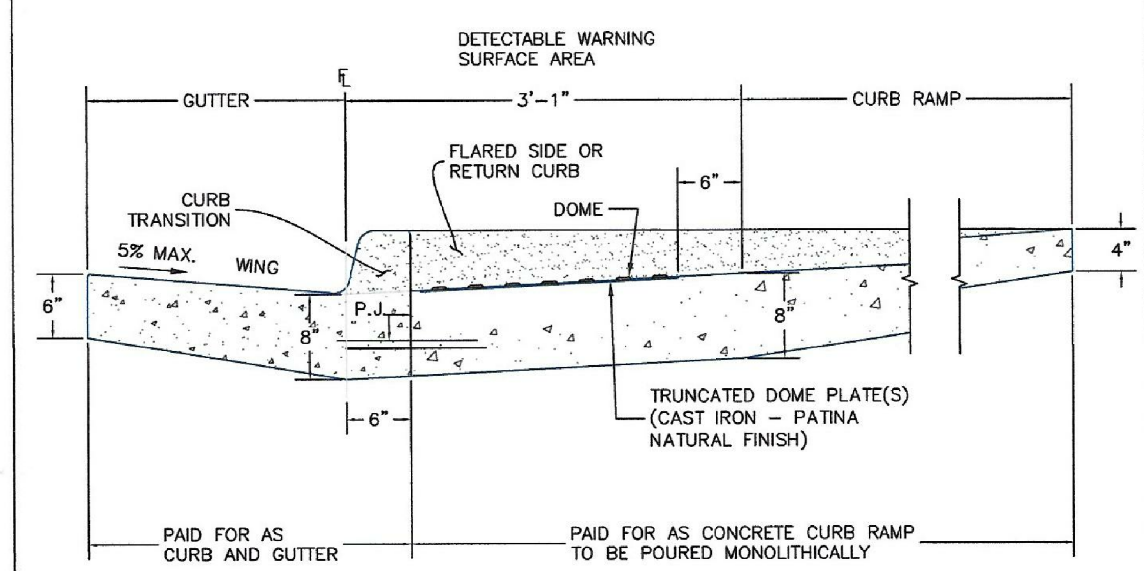 DETECTABLE WARNING
SURFACE AREA
FL
GUTTER
3'-1"
CURB RAMP
FLARED SIDE OR
RETURN CURB
6"
CURB
TRANSITION
DOME
5% MAX.
WING
4"
6"
P.J.
8"
8"
TRUNCATED DOME PLATE(S)
(CAST IRON – PATINA
NATURAL FINISH)
6"
PAID FOR AS
CURB AND GUTTER
PAID FOR AS CONCRETE CURB RAMP
TO BE POURED MONOLITHICALLY